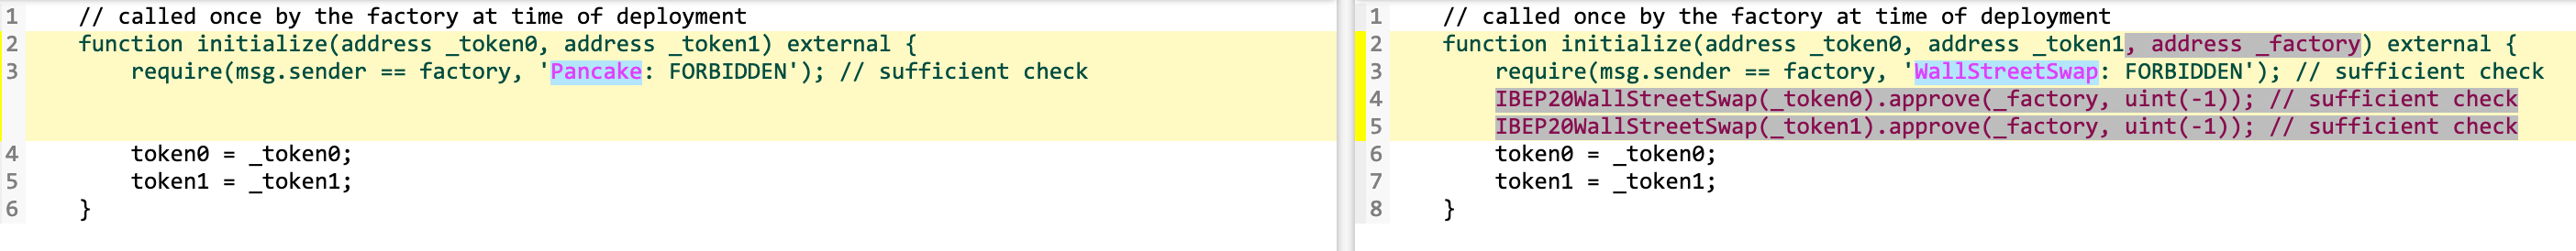 1 // called once by the factory at time of deployment
2 function initialize(address _token0, address _token1) external {
3 require(msg.sender == factory, 'Pancake: FORBIDDEN'); // sufficient check
4 token0 = _token0;
5 token1 = _token1;
6 }
1 // called once by the factory at time of deployment
2 function initialize(address _token0, address _token1, address _factory) external {
3 require(msg.sender == factory, 'WallStreetSwap: FORBIDDEN'); // sufficient check
4 IBEP20WallStreetSwap(_token0).approve(_factory, uint(-1)); // sufficient check
5 IBEP20WallStreetSwap(_token1).approve(_factory, uint(-1)); // sufficient check
6 token0 = _token0;
7 token1 = _token1;
8 }